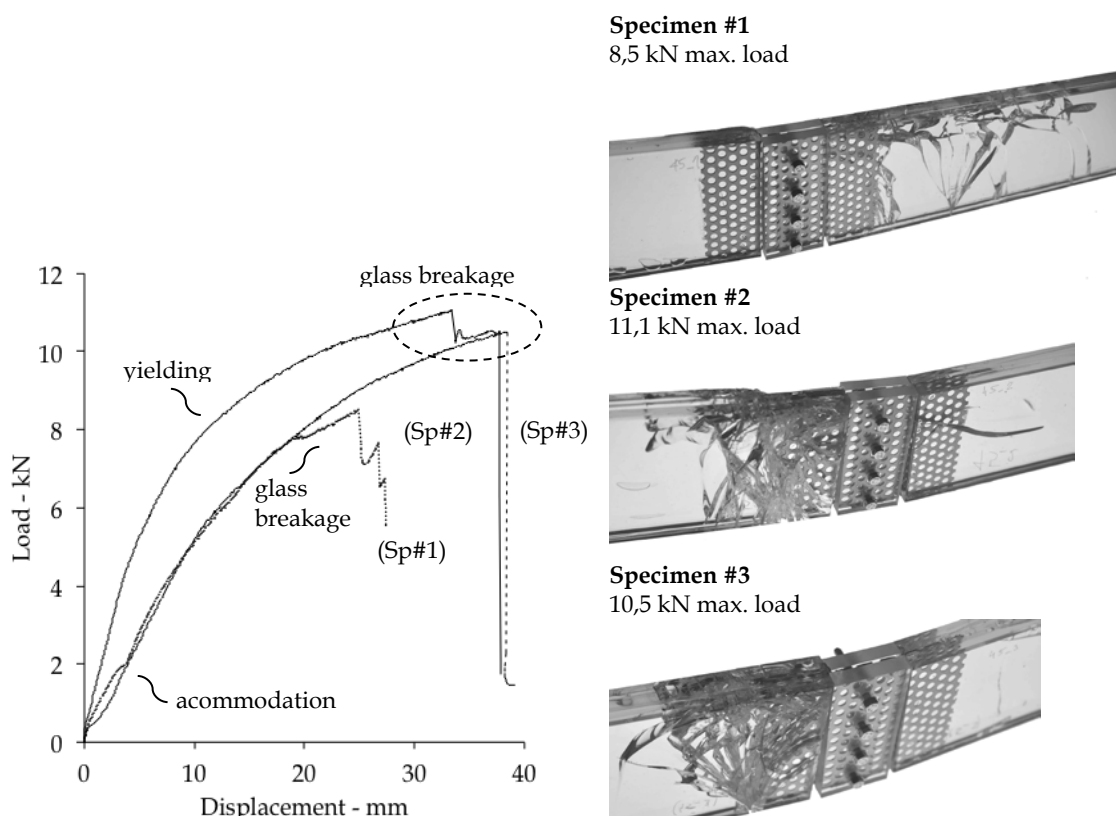 Specimen #1
8,5 kN max. load
Specimen #2
11,1 kN max. load
Specimen #3
10,5 kN max. load
12
10
8
6
4
2
0
Load - kN
0
10
20
30
40
Displacement - mm
glass breakage
yielding
(Sp#2)
(Sp#3)
glass
breakage
(Sp#1)
acommodation
45_2
45_3